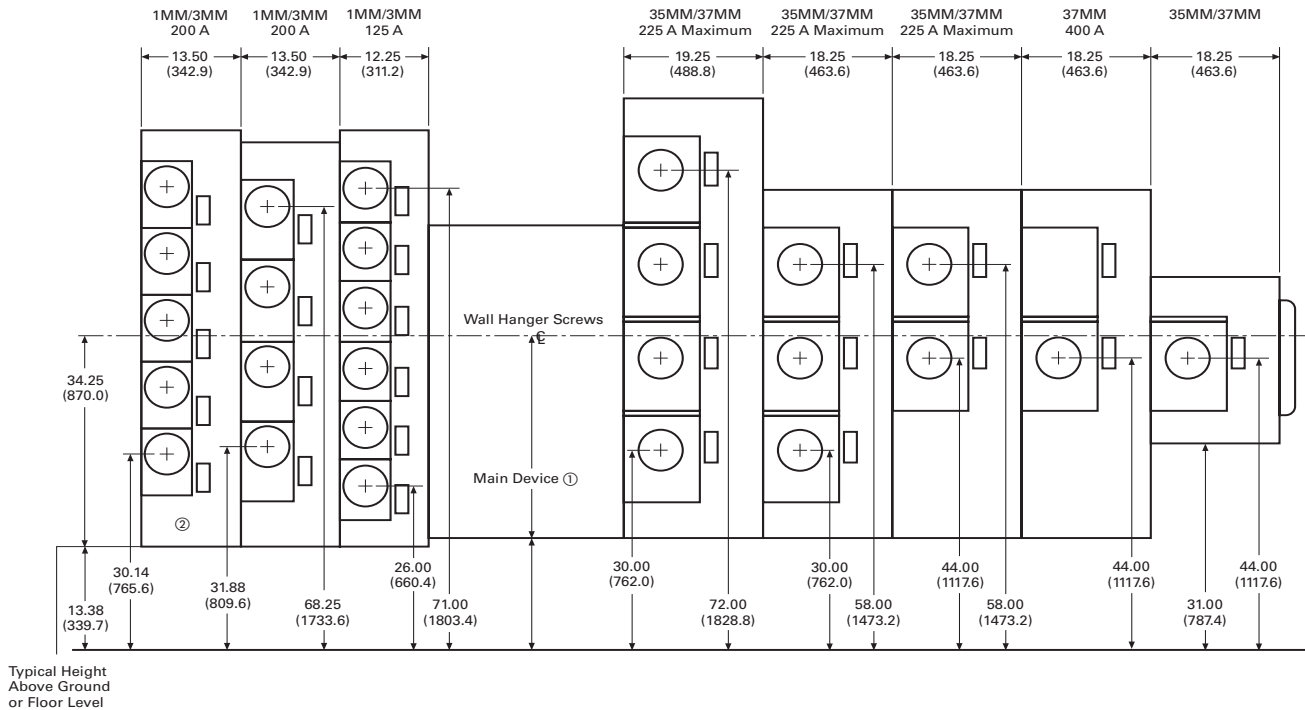 1MM/3MM
200 A
13.50
(342.9)
1MM/3MM
200 A
13.50
(342.9)
1MM/3MM
125 A
12.25
(311.2)
35MM/37MM
225 A Maximum
19.25
(488.8)
35MM/37MM
225 A Maximum
18.25
(463.6)
35MM/37MM
225 A Maximum
18.25
(463.6)
37MM
400 A
18.25
(463.6)
35MM/37MM
18.25
(463.6)
Wall Hanger Screws
℄
34.25
(870.0)
Main Device ①
②
30.14
(765.6)
13.38
(339.7)
31.88
(809.6)
68.25
(1733.6)
26.00
(660.4)
71.00
(1803.4)
30.00
(762.0)
72.00
(1828.8)
30.00
(762.0)
58.00
(1473.2)
44.00
(1117.6)
58.00
(1473.2)
44.00
(1117.6)
31.00
(787.4)
44.00
(1117.6)
Typical Height
Above Ground
or Floor Level